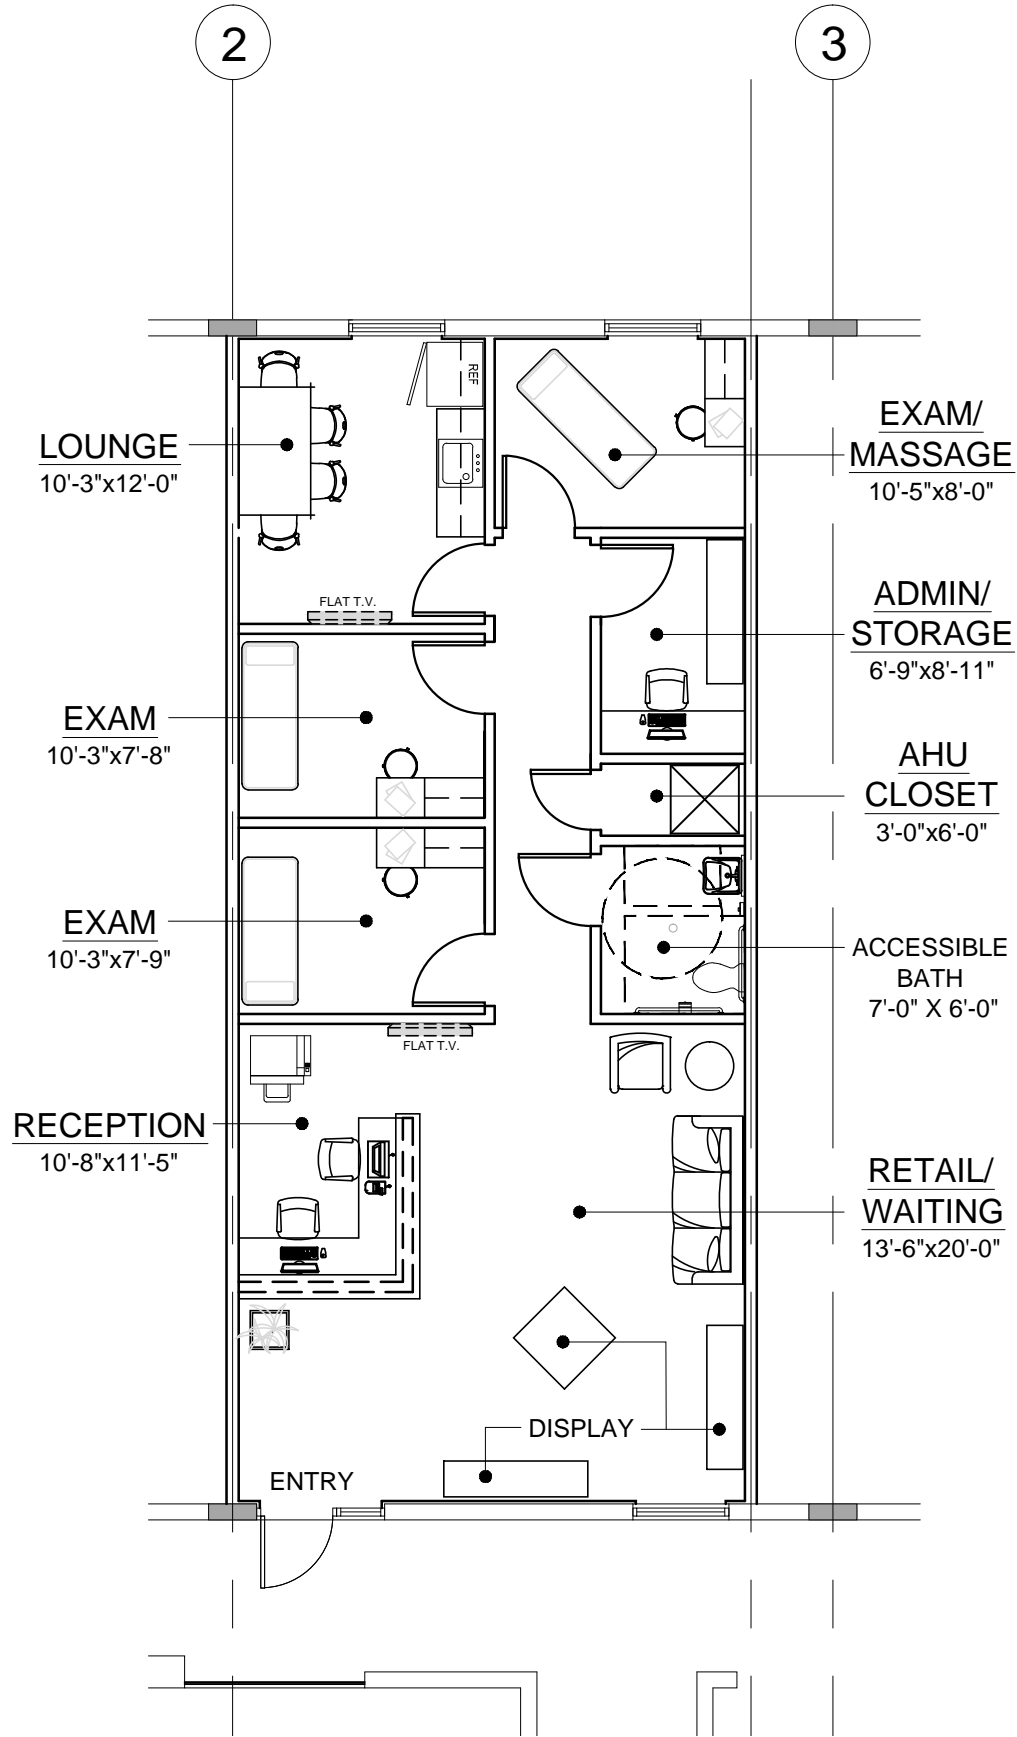 2
3
REF
LOUNGE
10'-3"x12'-0"
EXAM/
MASSAGE
10'-5"x8'-0"
FLAT T.V.
ADMIN/
STORAGE
6'-9"x8'-11"
EXAM
10'-3"x7'-8"
AHU
CLOSET
3'-0"x6'-0"
EXAM
10'-3"x7'-9"
ACCESSIBLE
BATH
7'-0" X 6'-0"
FLAT T.V.
RECEPTION
10'-8"x11'-5"
RETAIL/
WAITING
13'-6"x20'-0"
DISPLAY
ENTRY